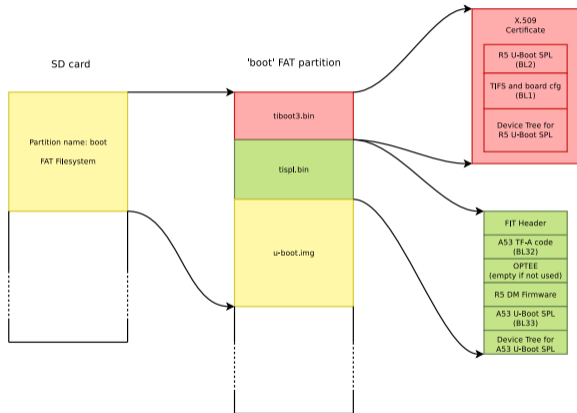 SD card
Partition name: boot
FAT Filesystem
'boot' FAT partition
tiboot3.bin
tispl.bin
u-boot.img
X.509
Certificate
R5 U-Boot SPL
(BL2)
TIFS and board cfg
(BL1)
Device Tree for
R5 U-Boot SPL
FIT Header
A53 TF-A code
(BL32)
OPTEE
(empty if not used)
R5 DM Firmware
A53 U-Boot SPL
(BL33)
Device Tree for
A53 U-Boot SPL